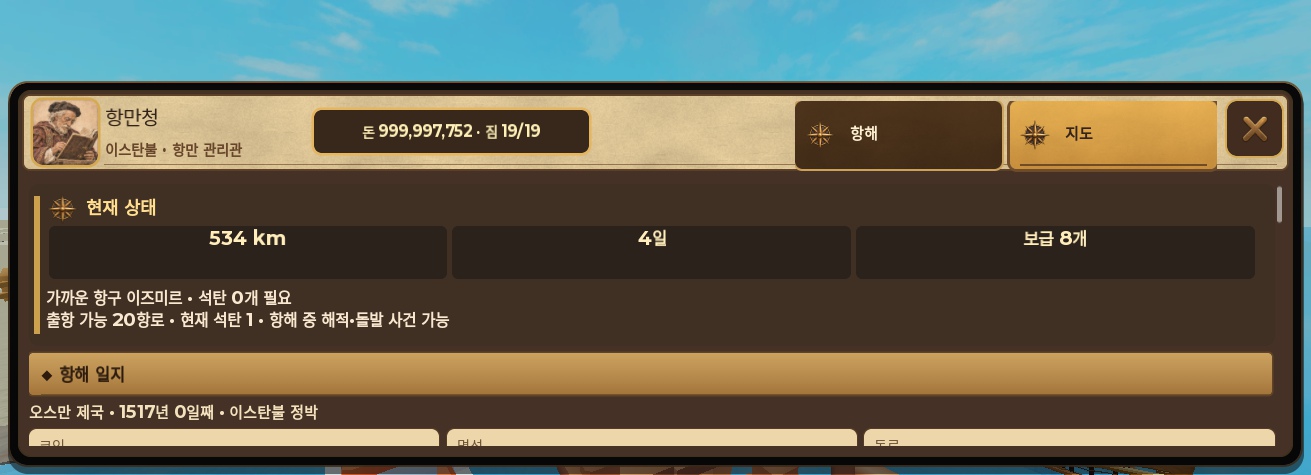 항만청
이스탄불 • 항만 관리관
돈 999,997,752 · 짐 19/19
항해
지도
현재 상태
534 km
4일
보급 8개
가까운 항구 이즈미르 • 석탄 0개 필요
출항 가능 20항로 • 현재 석탄 1 • 항해 중 해적•돌발 사건 가능
◆ 항해 일지
오스만 제국 • 1517년 0일째 • 이스탄불 정박